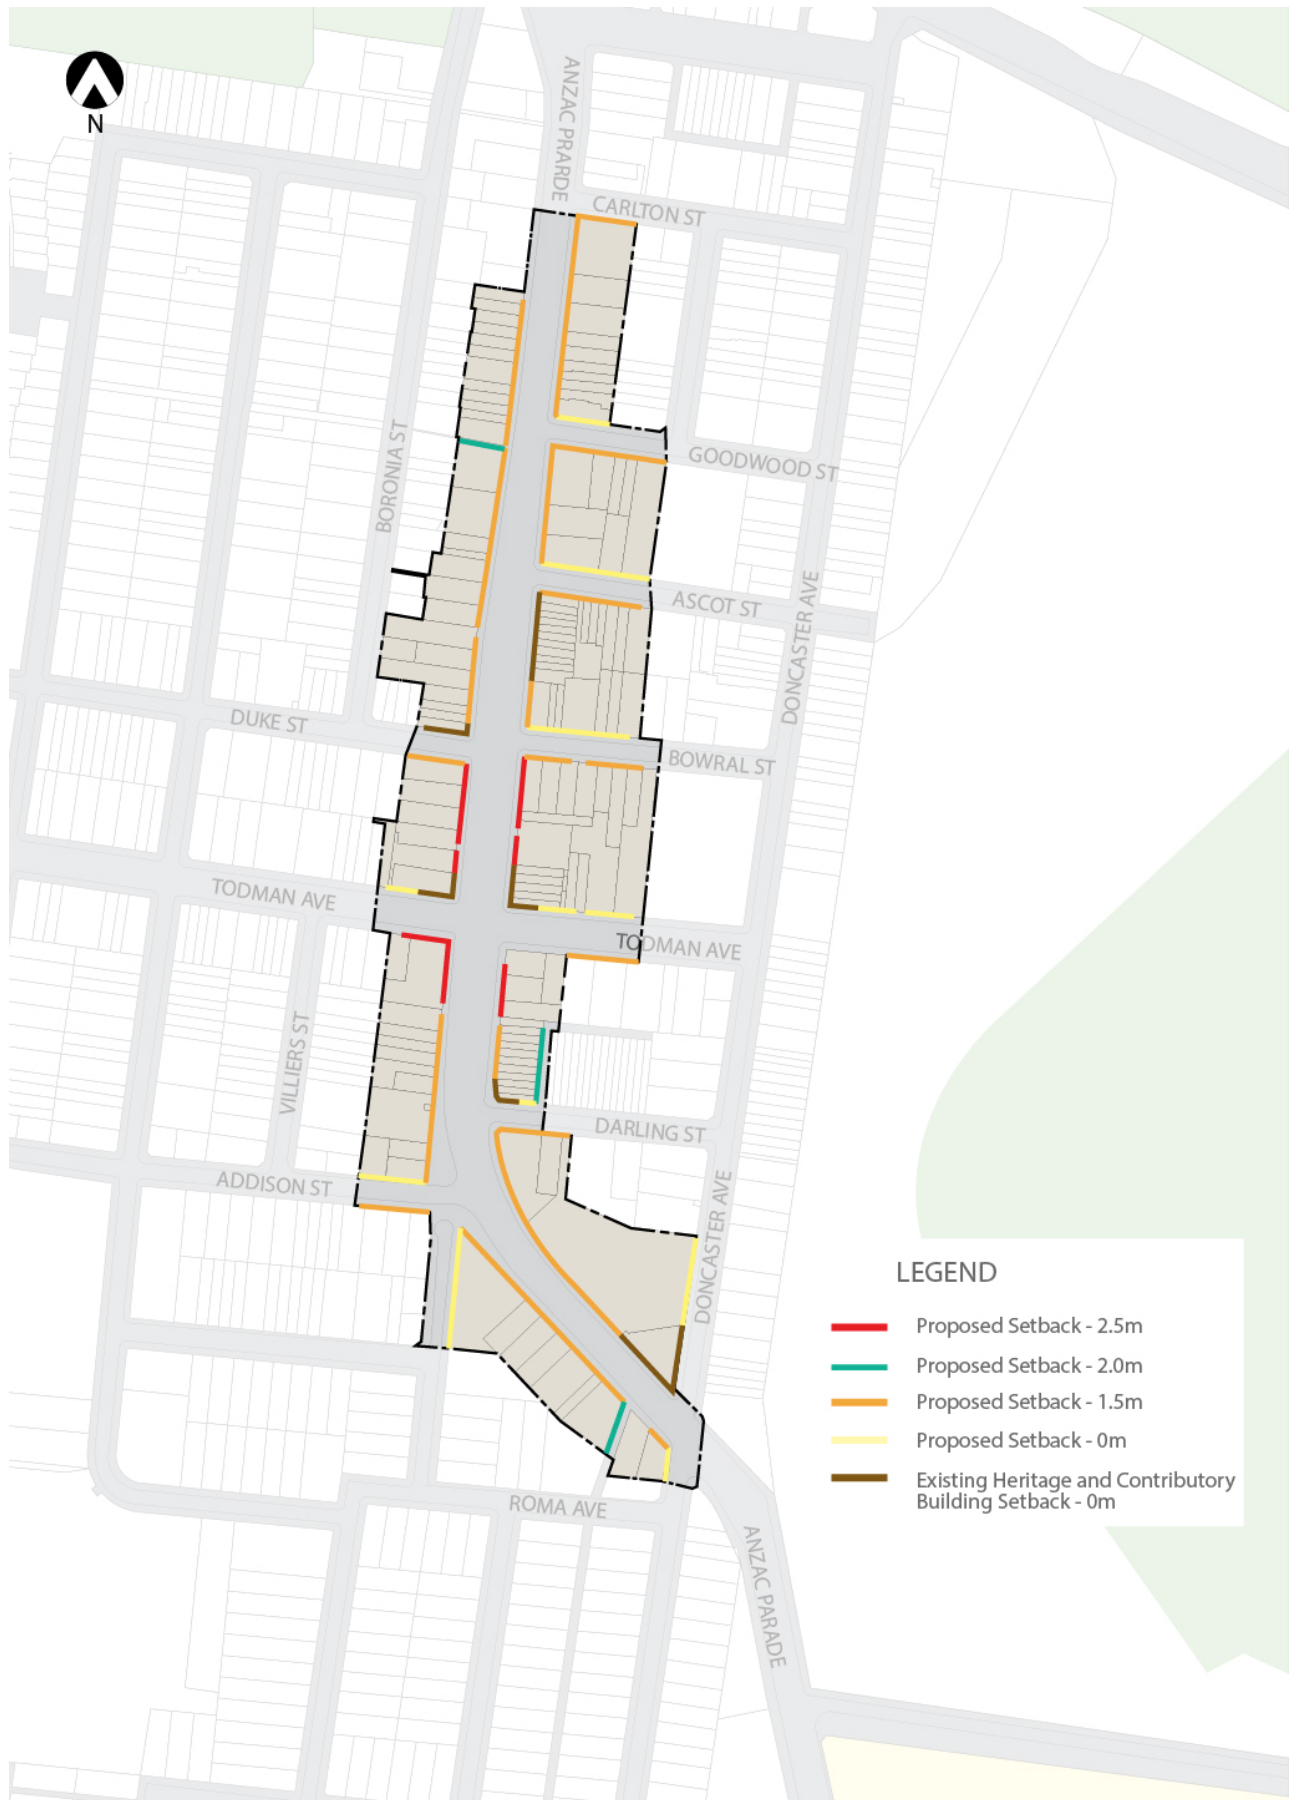 N
ANZAC PRARDE
CARLTON ST
BORONIA ST
GOODWOOD ST
ASCOT ST
DONCASTER AVE
DUKE ST
BOWRAL ST
TODMAN AVE
TODMAN AVE
VILLIERS ST
DARLING ST
ADDISON ST
DONCASTER AVE
LEGEND
Proposed Setback - 2.5m
Proposed Setback - 2.0m
Proposed Setback - 1.5m
Proposed Setback - 0m
Existing Heritage and Contributory
Building Setback - 0m
ROMA AVE
ANZAC PARADE